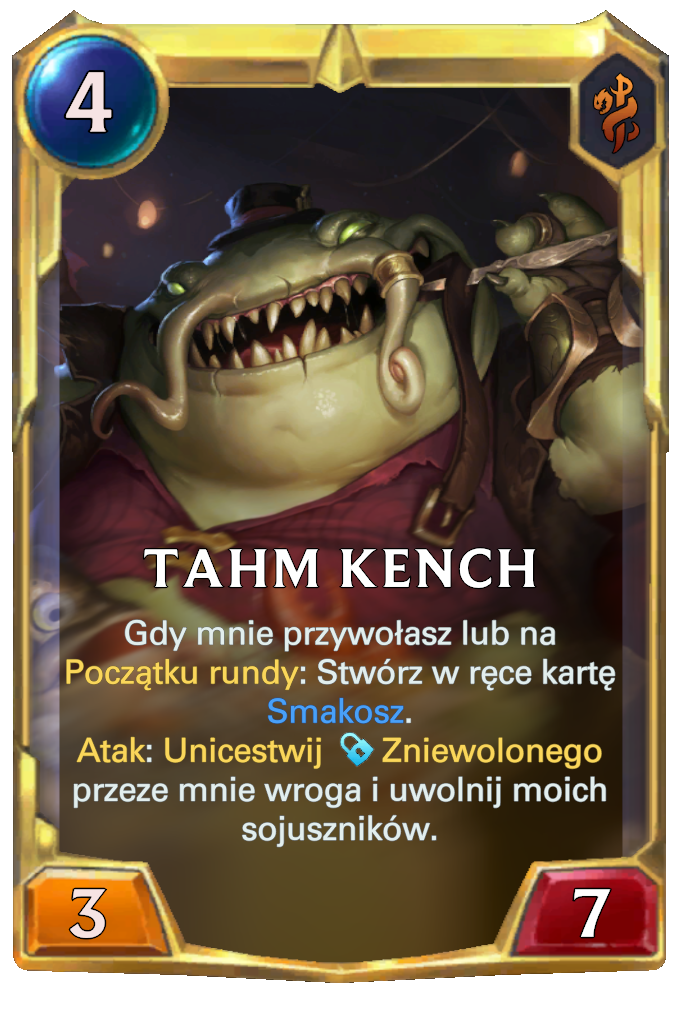 4
TAHM KENCH
Gdy mnie przywołasz lub na
Początku rundy: Stwórz w ręce kartę
Smakosz.
Atak: Unicestwij Zniewolonego
przeze mnie wroga i uwolnij moich
sojuszników.
3
7